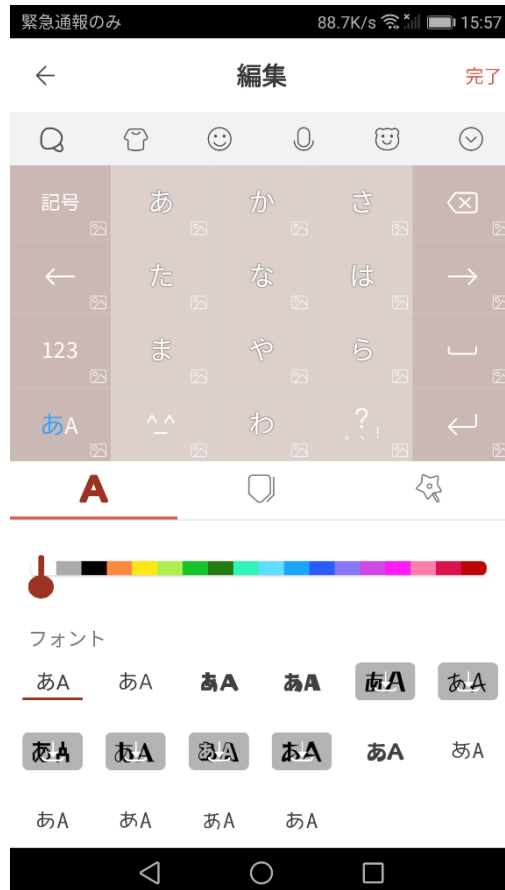 緊急通報のみ 88.7K/s 15:57
編集 完了
記号 あ か さ
た な は
123 ま や ら
あA ^_^ わ ? 。、!
A
フォント
あA あA あA あA あA あA
あA あA あA あA あA あA
あA あA あA あA